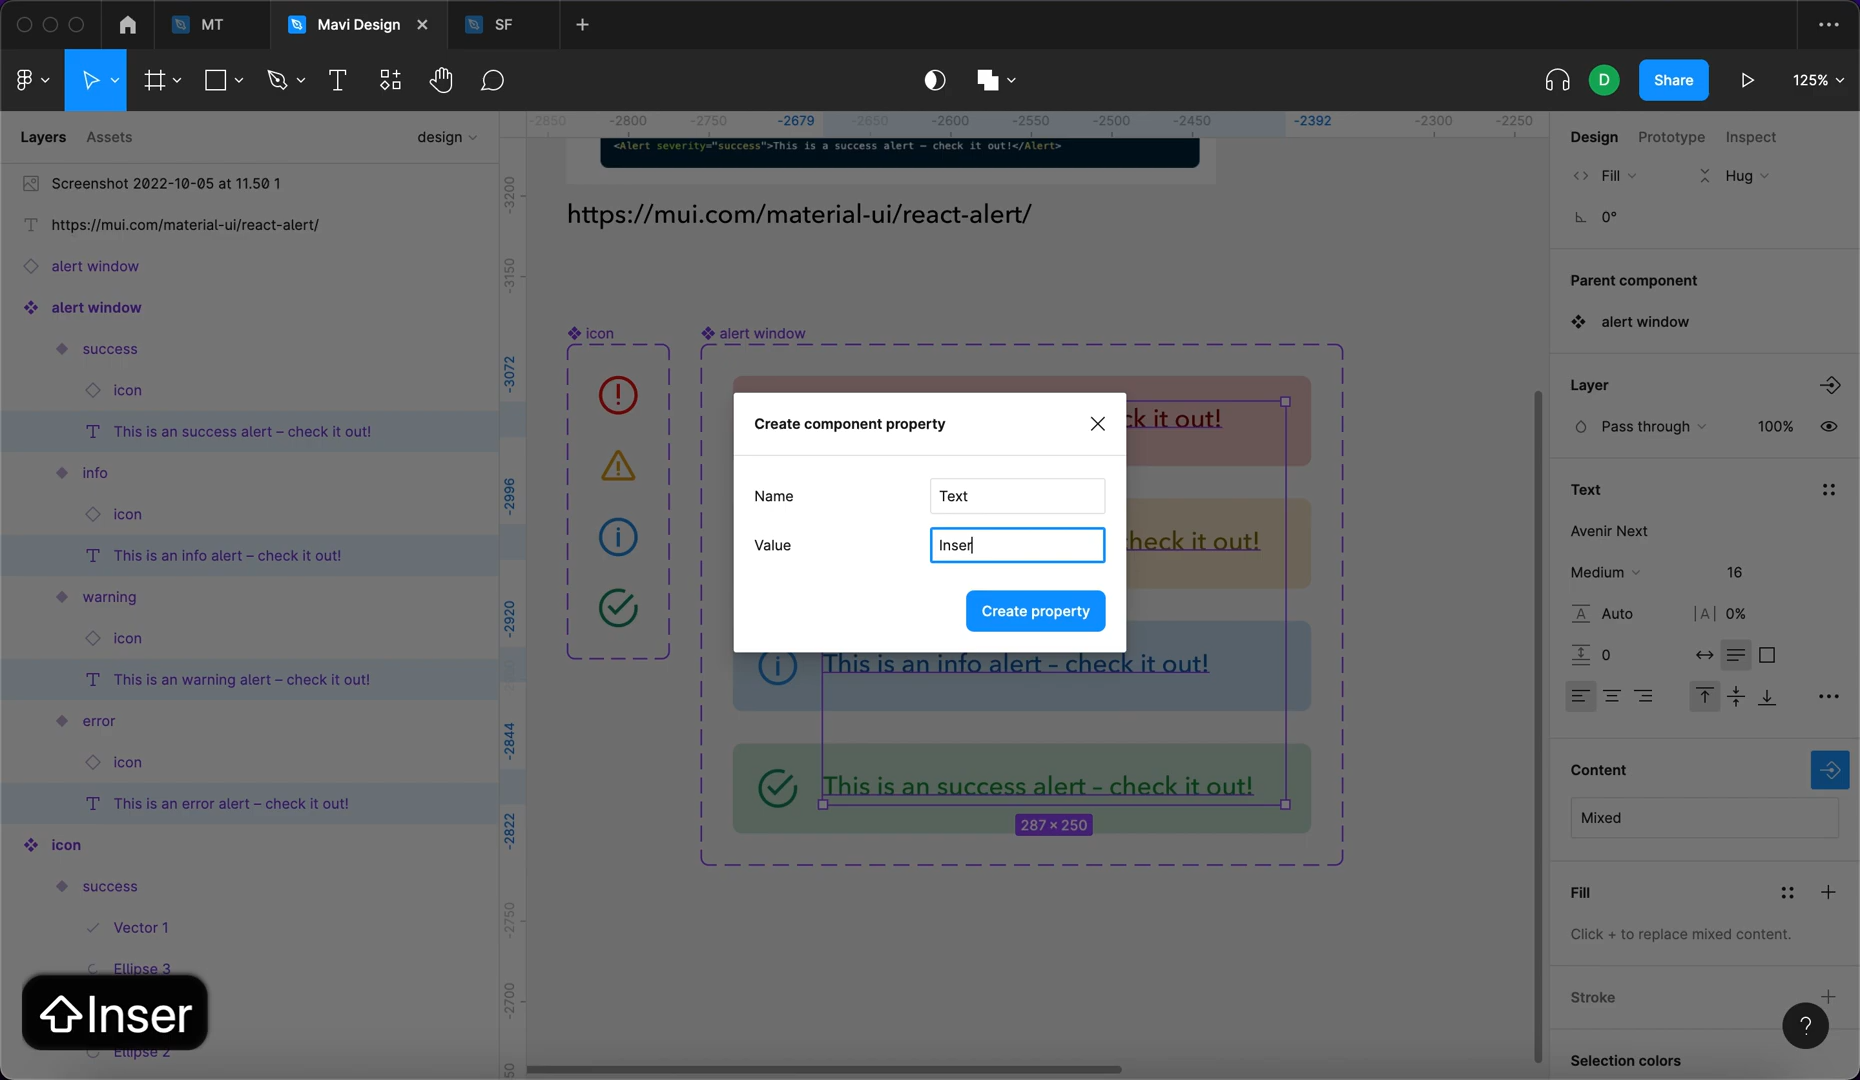 MT
Mavi Design
SF
D
Share
125%
Layers
Assets
design
Screenshot 2022-10-05 at 11.50 1
https://mui.com/material-ui/react-alert/
alert window
alert window
success
icon
This is an success alert – check it out!
info
icon
This is an info alert – check it out!
warning
icon
This is an warning alert – check it out!
error
icon
This is an error alert – check it out!
icon
success
Vector 1
Ellipse 3
Ellipse 2
⇧Inser
-2850
-2800
-2750
-2679
-2650
-2600
-2550
-2500
-2450
-2392
-2300
-2250
-3200
-3150
-3072
-2996
-2920
-2844
-2822
-2750
-2700
50
<Alert severity="success">This is a success alert — check it out!</Alert>
https://mui.com/material-ui/react-alert/
icon
alert window
ck it out!
check it out!
This is an info alert – check it out!
This is an success alert – check it out!
287 × 250
Create component property
Name
Text
Value
Inser
Create property
Design
Prototype
Inspect
Fill
Hug
0°
Parent component
alert window
Layer
Pass through
100%
Text
Avenir Next
Medium
16
Auto
0%
0
Content
Mixed
Fill
Click + to replace mixed content.
Stroke
Selection colors
?